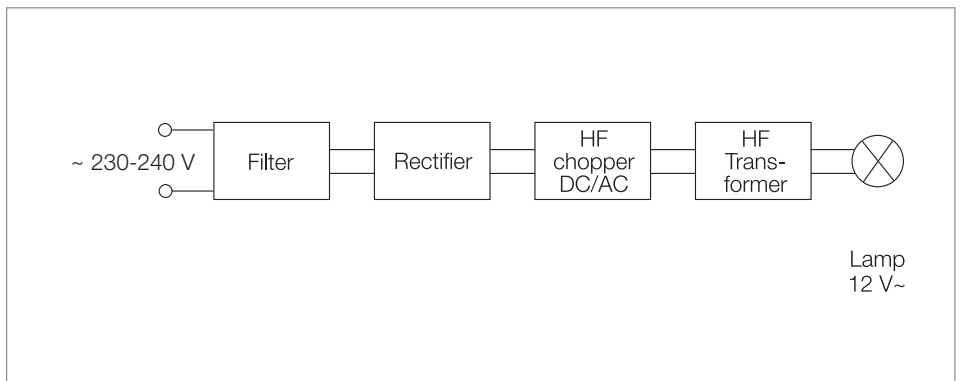 ~ 230-240 V
Filter
Rectifier
HF
chopper
DC/AC
HF
Trans-
former
Lamp
12 V~